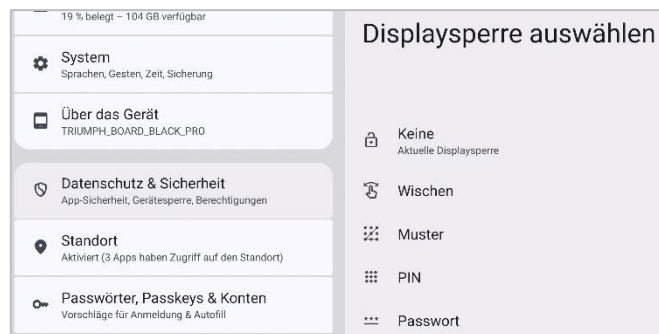 19 % belegt – 104 GB verfügbar
System
Sprachen, Gesten, Zeit, Sicherung
Über das Gerät
TRIUMPH_BOARD_BLACK_PRO
Datenschutz & Sicherheit
App-Sicherheit, Gerätesperre, Berechtigungen
Standort
Aktiviert (3 Apps haben Zugriff auf den Standort)
Passwörter, Passkeys & Konten
Vorschläge für Anmeldung & Autofill
Displaysperre auswählen
Keine
Aktuelle Displaysperre
Wischen
Muster
PIN
Passwort